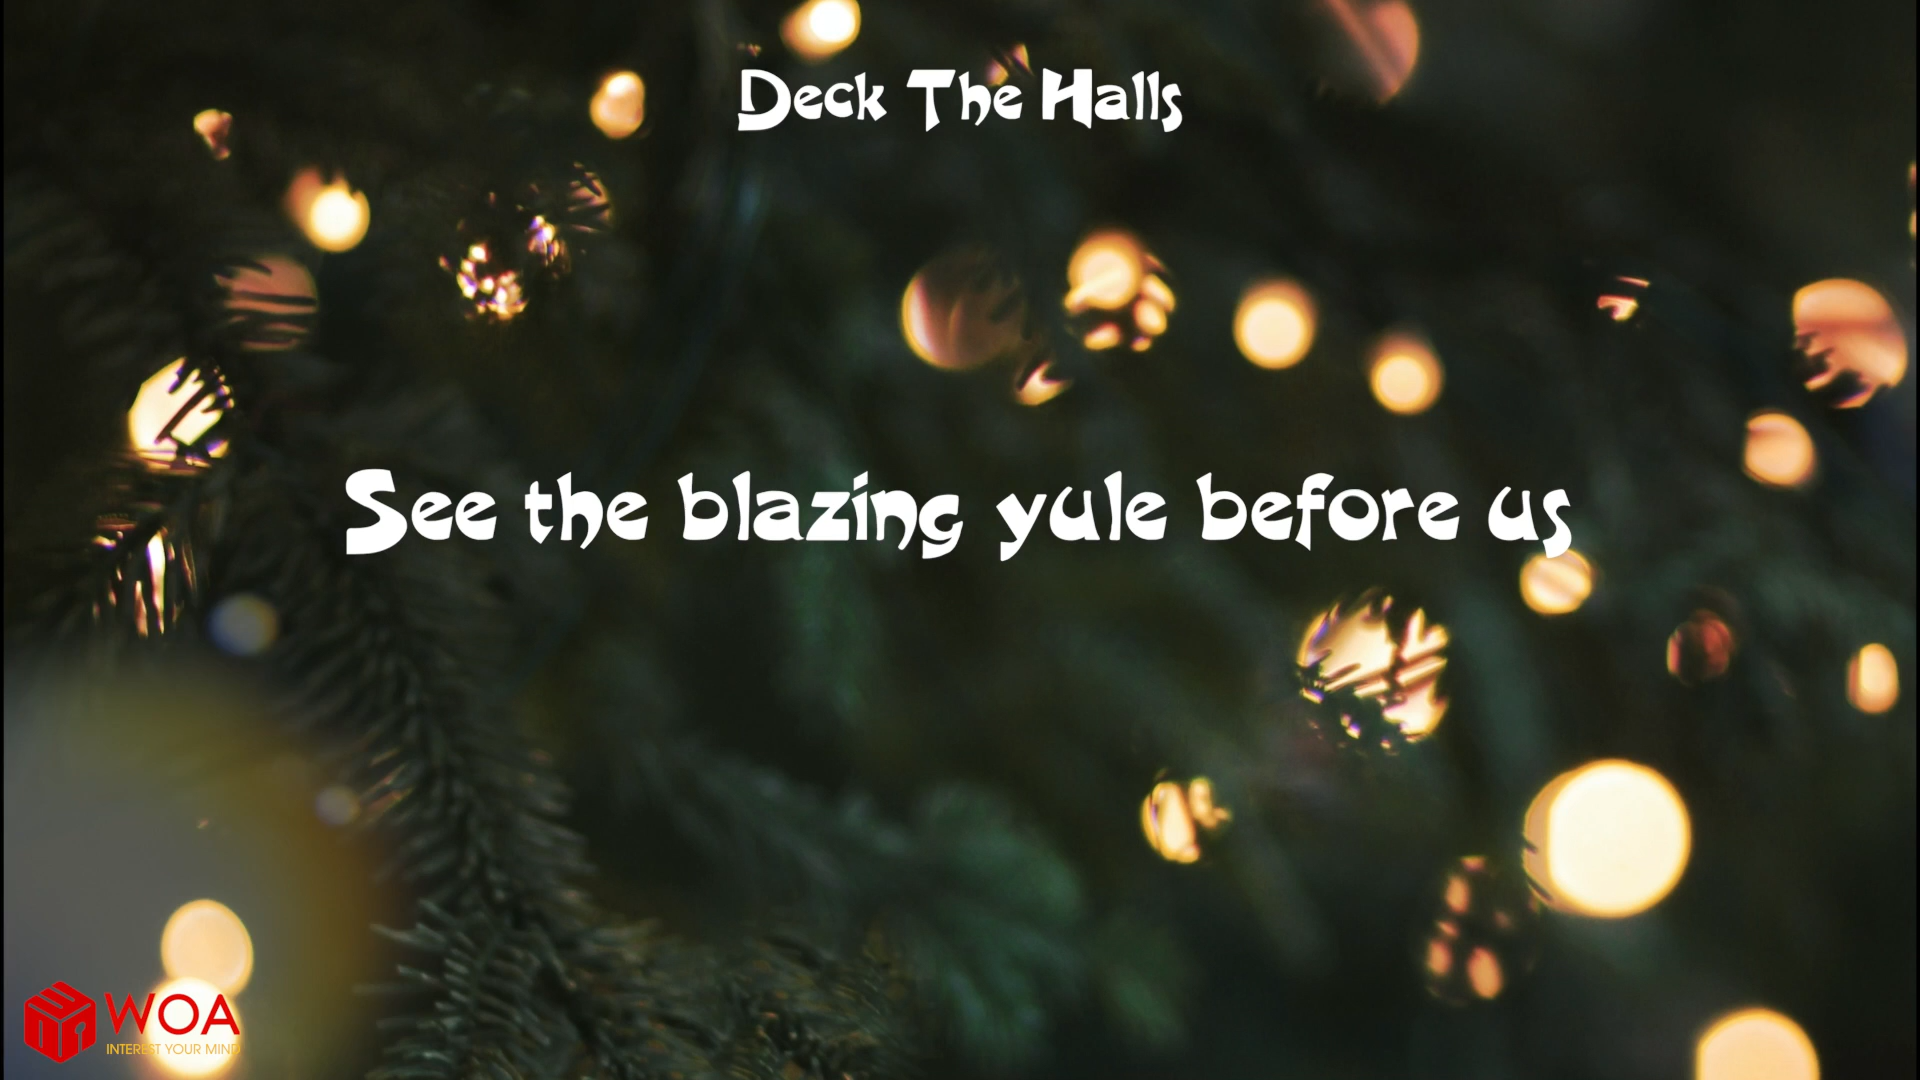 Deck The Halls
See the blazing yule before us
WOA
INTEREST YOUR MIND